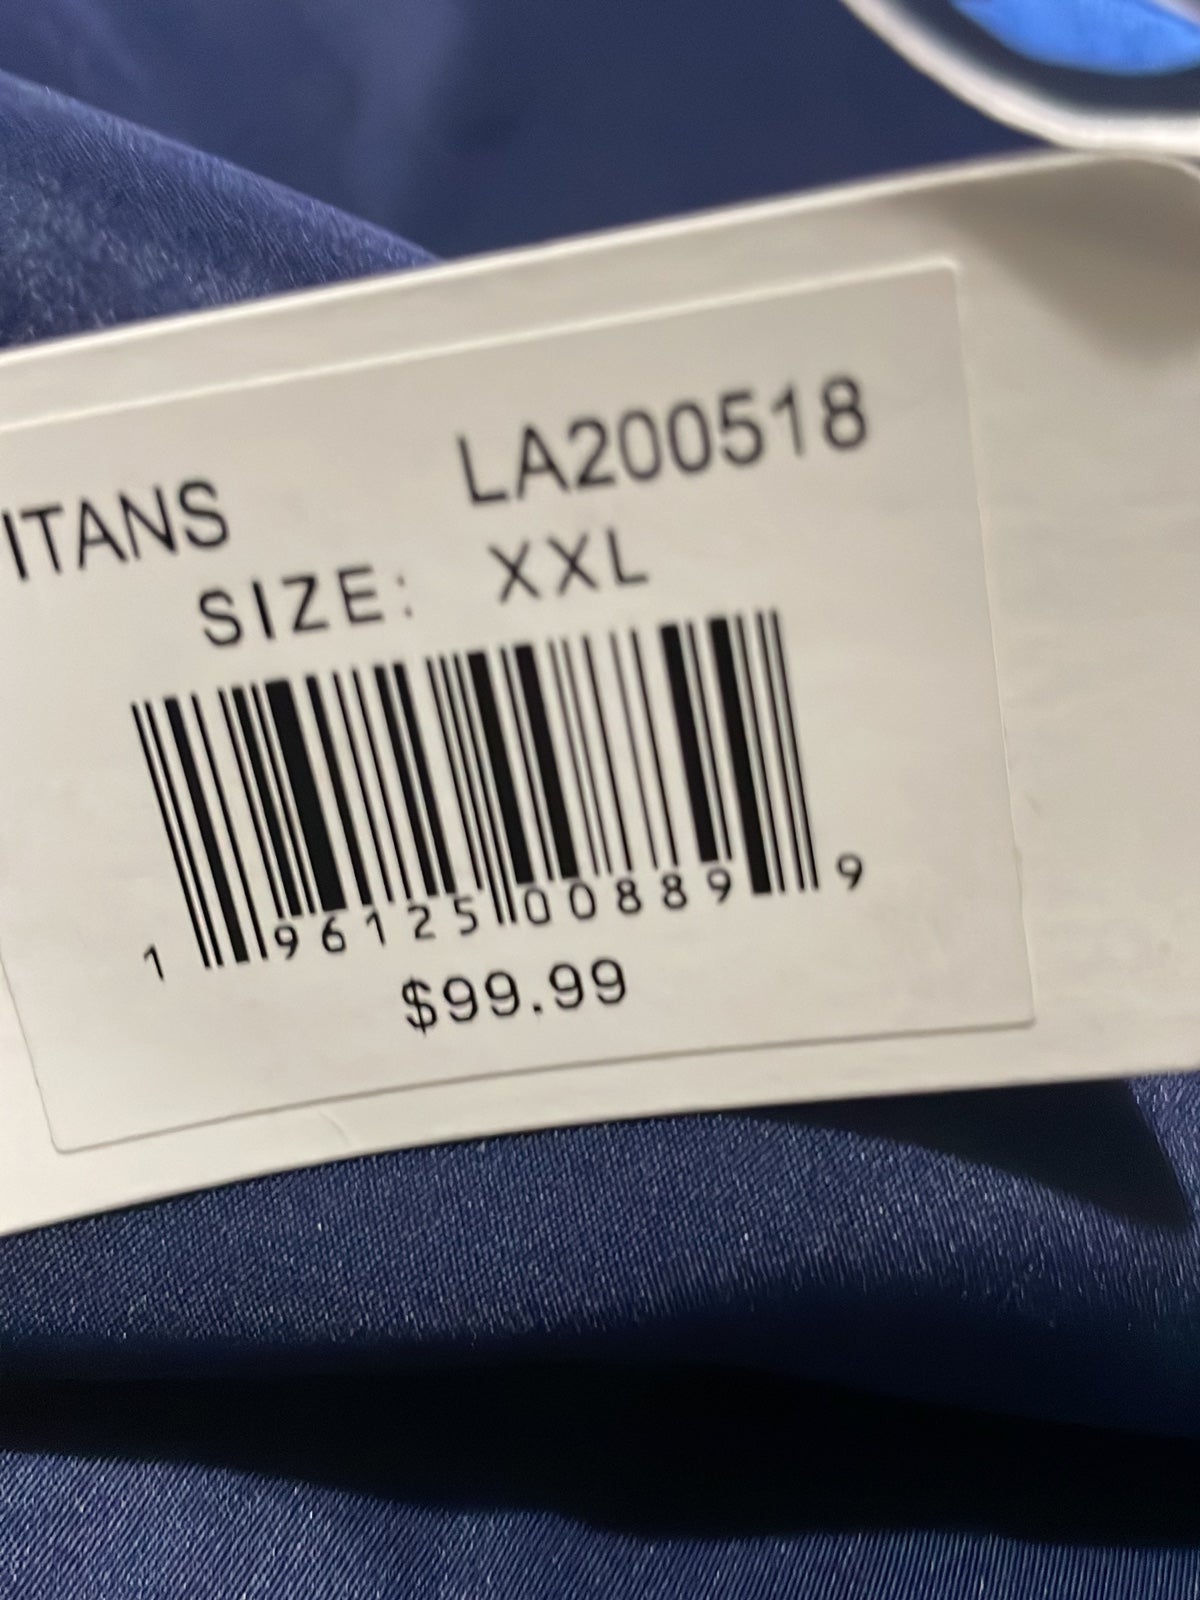 ITANS LA200518
SIZE: XXL
1 96125 00889 9
$99.99